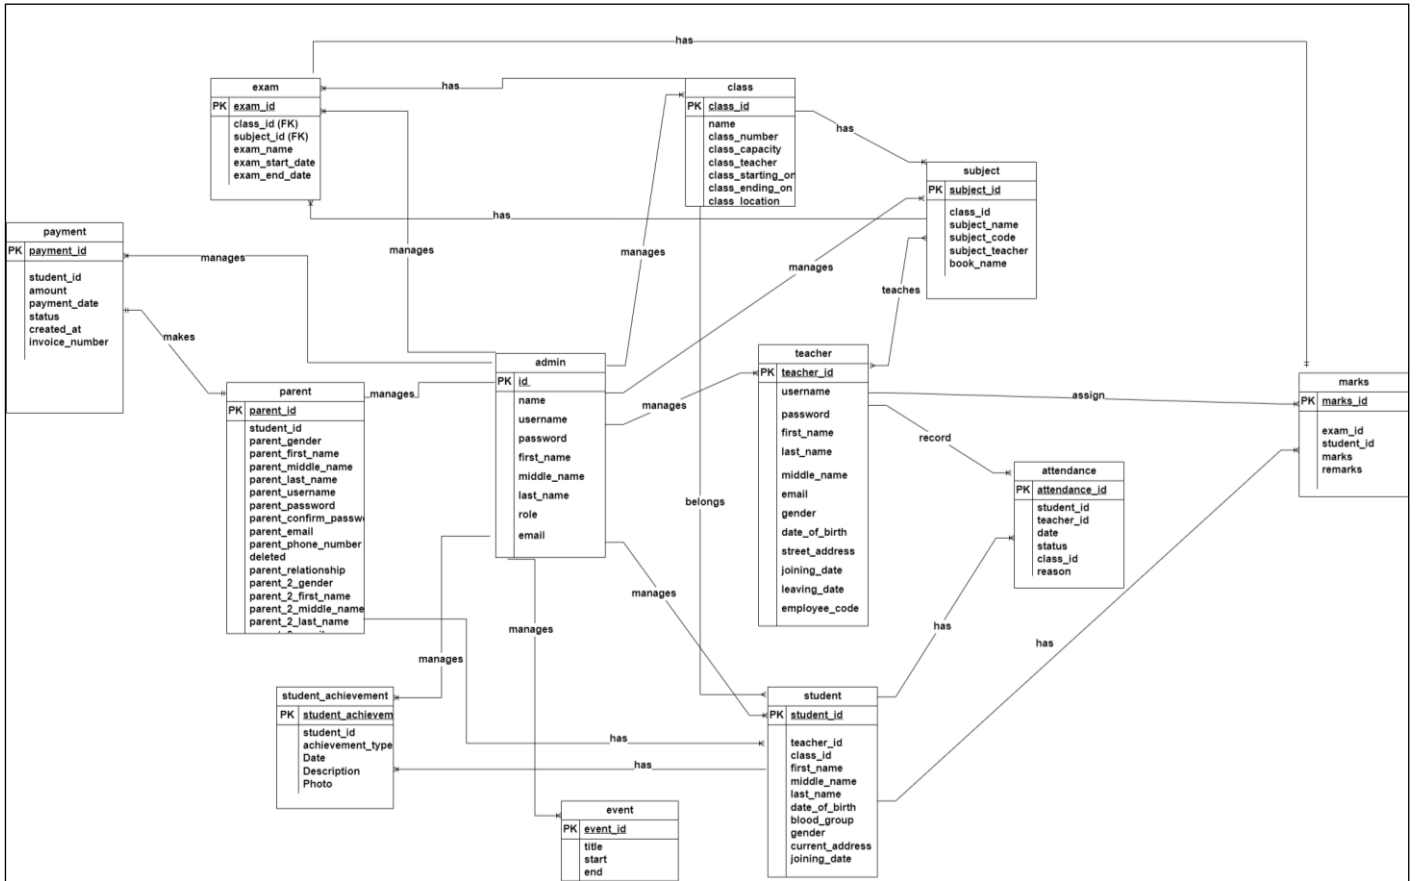 has
exam
PK exam_id
class_id (FK)
subject_id (FK)
exam_name
exam_start_date
exam_end_date
has
class
PK class_id
name
class_number
class_capacity
class_teacher
class_starting_on
class_ending_on
class_location
has
subject
PK subject_id
class_id
subject_name
subject_code
subject_teacher
book_name
has
payment
PK payment_id
student_id
amount
payment_date
status
created_at
invoice_number
manages
manages
manages
manages
teaches
makes
admin
PK id
name
username
password
first_name
middle_name
last_name
role
email
teacher
PK teacher_id
username
password
first_name
last_name
middle_name
email
gender
date_of_birth
street_address
joining_date
leaving_date
employee_code
marks
PK marks_id
exam_id
student_id
marks
remarks
parent
PK parent_id
student_id
parent_gender
parent_first_name
parent_middle_name
parent_last_name
parent_username
parent_password
parent_confirm_passw
parent_email
parent_phone_number
deleted
parent_relationship
parent_2_gender
parent_2_first_name
parent_2_middle_name
parent_2_last_name
manages
manages
assign
record
attendance
PK attendance_id
student_id
teacher_id
date
status
class_id
reason
belongs
manages
manages
manages
has
has
student_achievement
PK student_achievem
student_id
achievement_type
Date
Description
Photo
student
PK student_id
teacher_id
class_id
first_name
middle_name
last_name
date_of_birth
blood_group
gender
current_address
joining_date
has
has
event
PK event_id
title
start
end